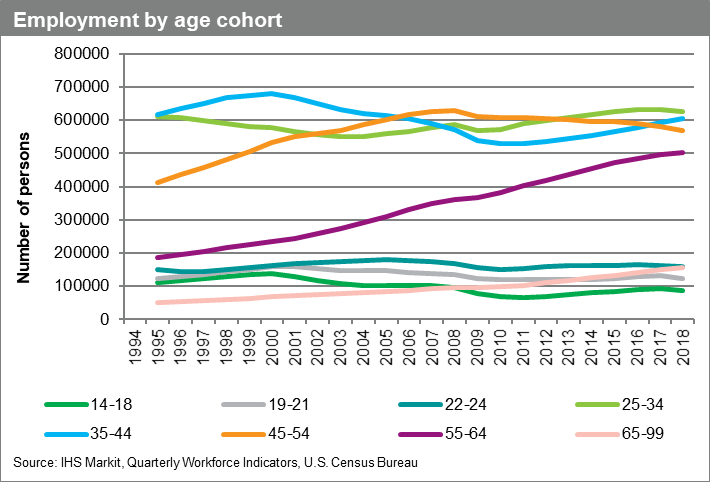 Employment by age cohort
800000
700000
600000
500000
400000
300000
200000
100000
0
Number of persons
1994 1995 1996 1997 1998 1999 2000 2001 2002 2003 2004 2005 2006 2007 2008 2009 2010 2011 2012 2013 2014 2015 2016 2017 2018
14-18 19-21 22-24 25-34
35-44 45-54 55-64 65-99
Source: IHS Markit, Quarterly Workforce Indicators, U.S. Census Bureau